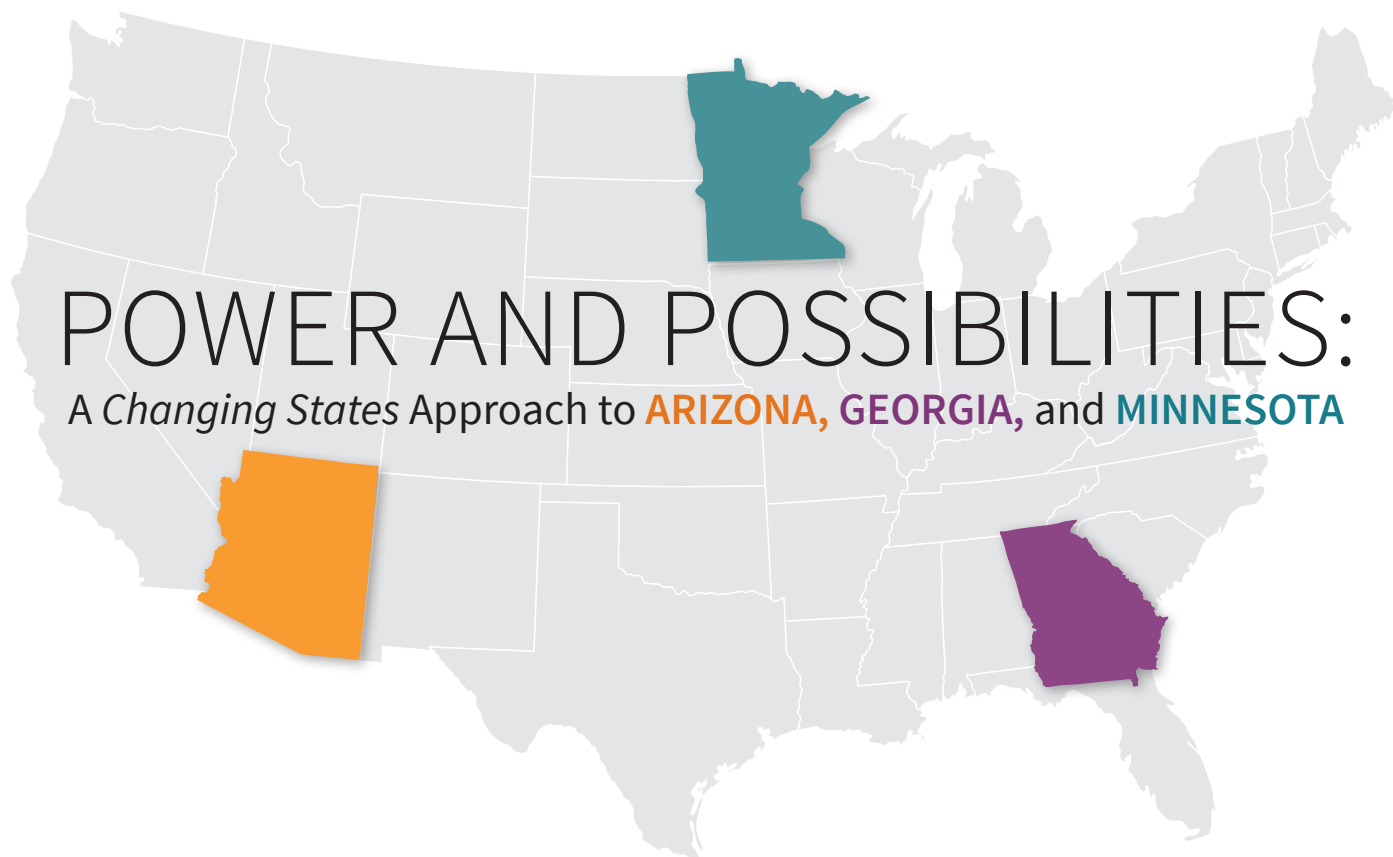 POWER AND POSSIBILITIES:
A Changing States Approach to ARIZONA, GEORGIA, and MINNESOTA